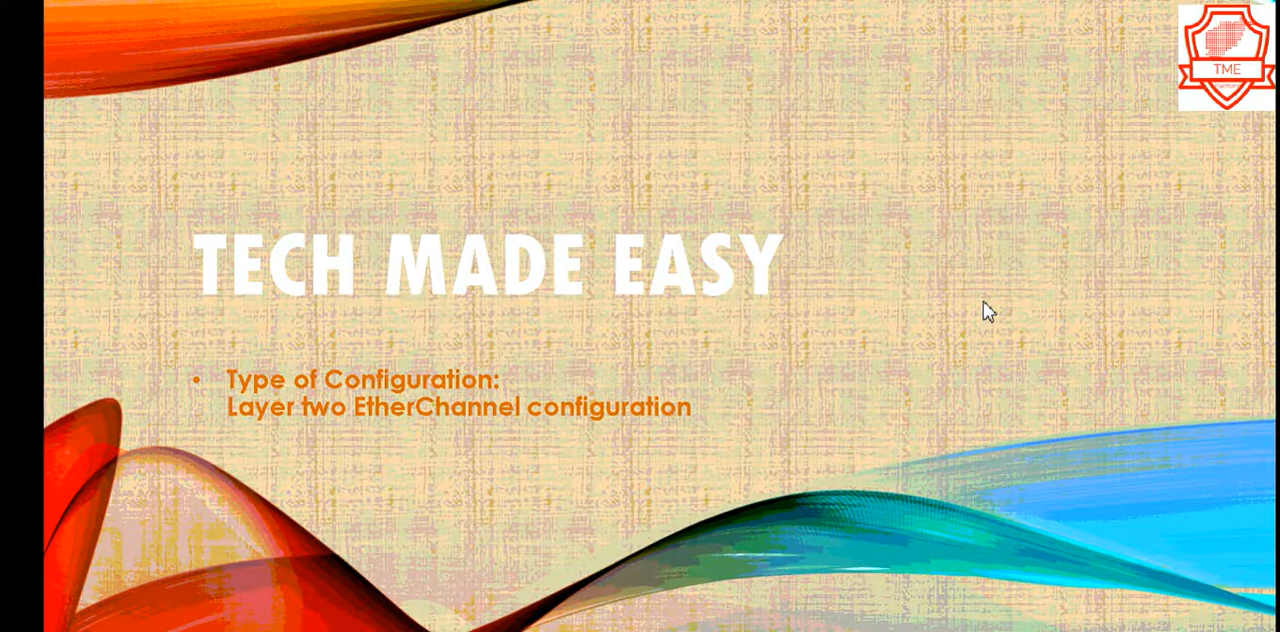 TME
TECH MADE EASY
• Type of Configuration:
Layer two EtherChannel configuration